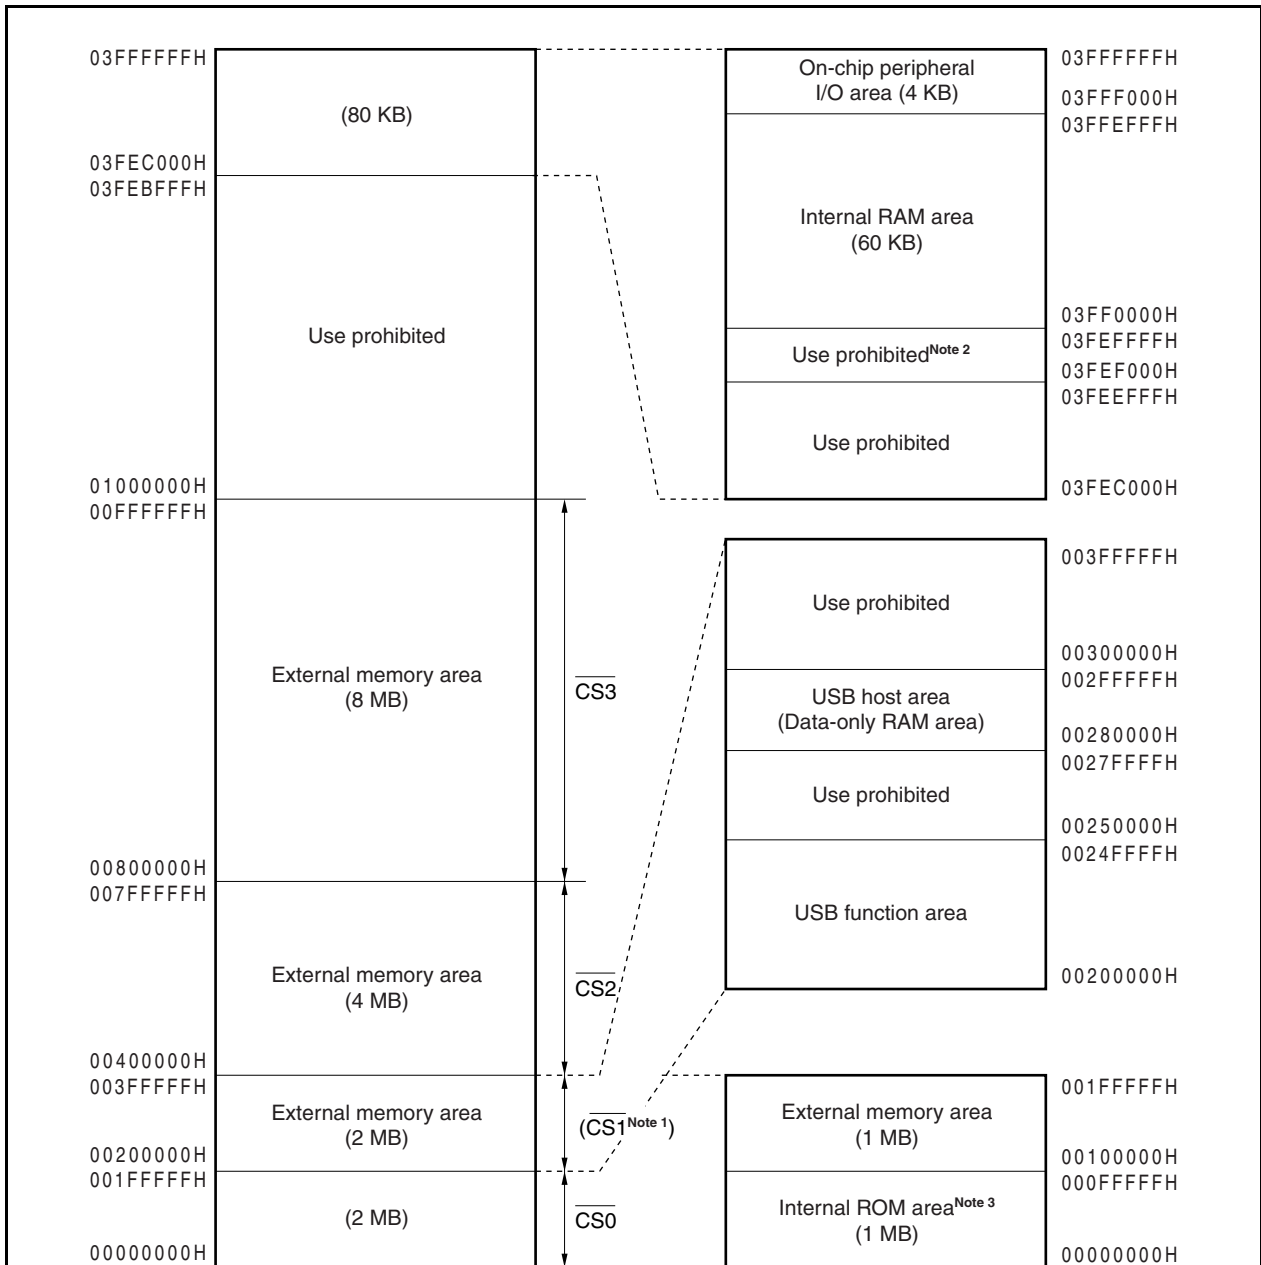 03FFFFFFH
(80 KB)
03FEC000H
03FEBFFFH
Use prohibited
01000000H
00FFFFFFH
External memory area
(8 MB)
CS3
00800000H
007FFFFFH
External memory area
(4 MB)
CS2
00400000H
003FFFFFH
External memory area
(2 MB)
(CS1Note 1)
00200000H
001FFFFFH
(2 MB)
CS0
00000000H
On-chip peripheral
I/O area (4 KB)
03FFFFFFH
03FFF000H
03FFEFFFH
Internal RAM area
(60 KB)
03FF0000H
03FEFFFFH
Use prohibitedNote 2
03FEF000H
03FEEFFFH
Use prohibited
03FEC000H
003FFFFFH
Use prohibited
00300000H
002FFFFFH
USB host area
(Data-only RAM area)
00280000H
0027FFFFH
Use prohibited
00250000H
0024FFFFH
USB function area
00200000H
001FFFFFH
External memory area
(1 MB)
00100000H
000FFFFFH
Internal ROM areaNote 3
(1 MB)
00000000H